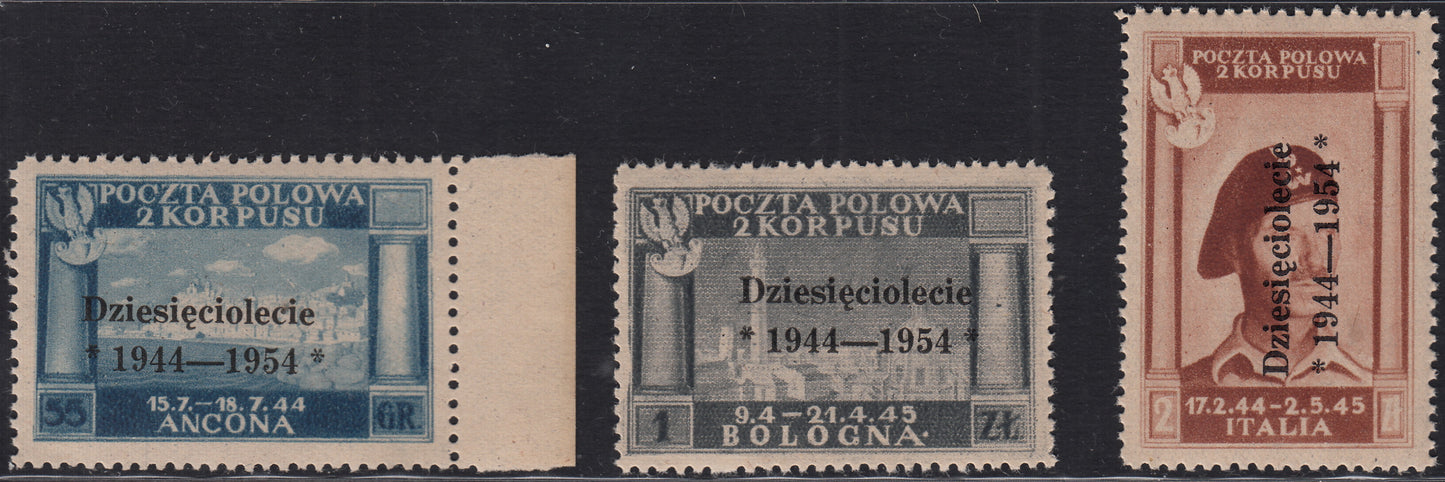 POCZTA POLOWA
2 KORPUSU
Dziesięciolecie
* 1944—1954 *
55 GR.
15.7.—18.7.44
ANCONA
POCZTA POLOWA
2 KORPUSU
Dziesięciolecie
* 1944—1954 *
1 ZŁ
9.4—21.4.45
BOLOGNA.
POCZTA POLOWA
2 KORPUSU
Dziesięciolecie
* 1944—1954 *
2 zł
17.2.44-2.5.45
ITALIA